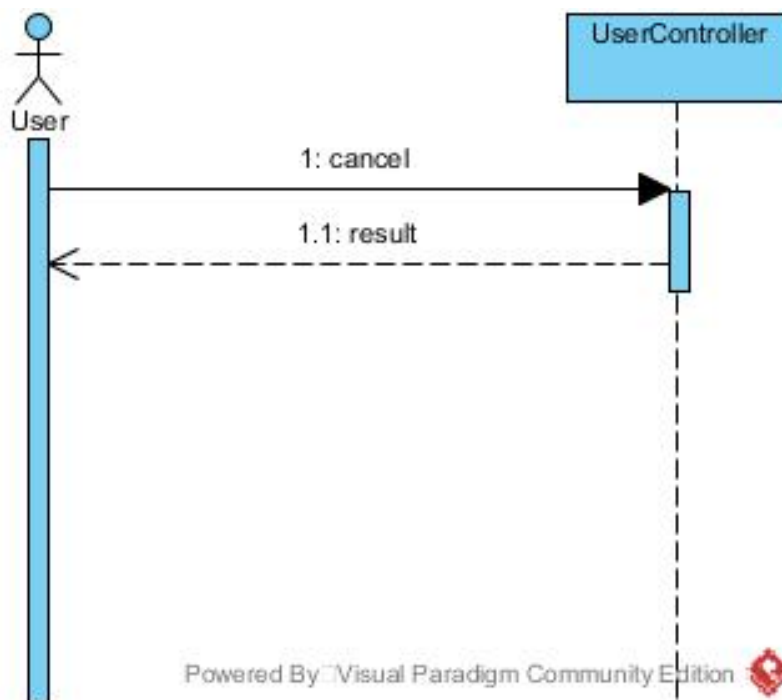 UserController
User
1: cancel
1.1: result
Powered By Visual Paradigm Community Edition